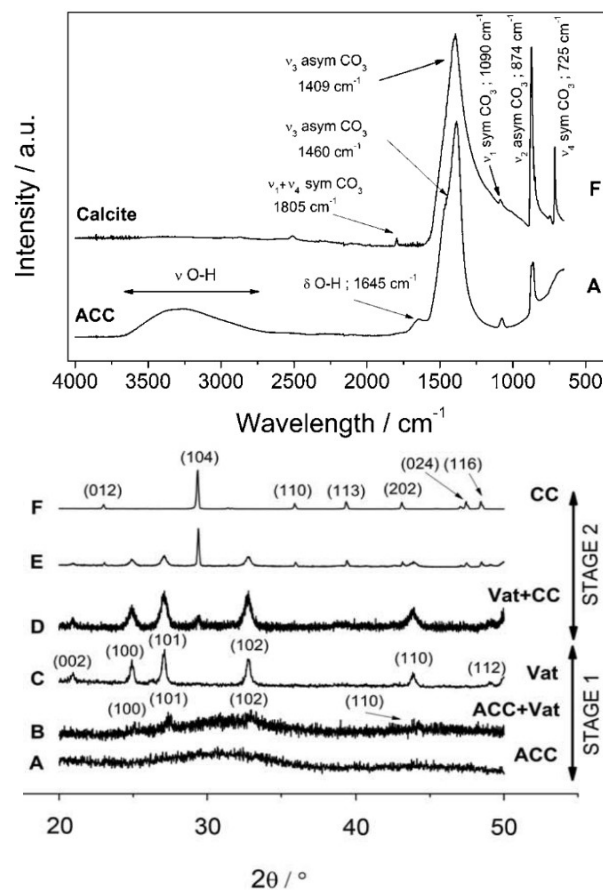 Intensity / a.u.
ν₃ asym CO₃
1409 cm⁻¹
ν₃ asym CO₃
1460 cm⁻¹
ν₁+ν₄ sym CO₃
1805 cm⁻¹
ν₁ sym CO₃ ; 1090 cm⁻¹
ν₂ asym CO₃ ; 874 cm⁻¹
ν₄ sym CO₃ ; 725 cm⁻¹
Calcite
F
ν O-H
δ O-H ; 1645 cm⁻¹
A
ACC
4000 3500 3000 2500 2000 1500 1000 500
Wavelength / cm⁻¹
(104)
(024) (116)
(012) (110) (113) (202)
F CC
E
STAGE 2
Vat+CC
D
(002) (100) (101) (102) (110) (112)
C Vat
ACC+Vat
(100) (101) (102) (110)
B
STAGE 1
A ACC
20 30 40 50
2θ / °